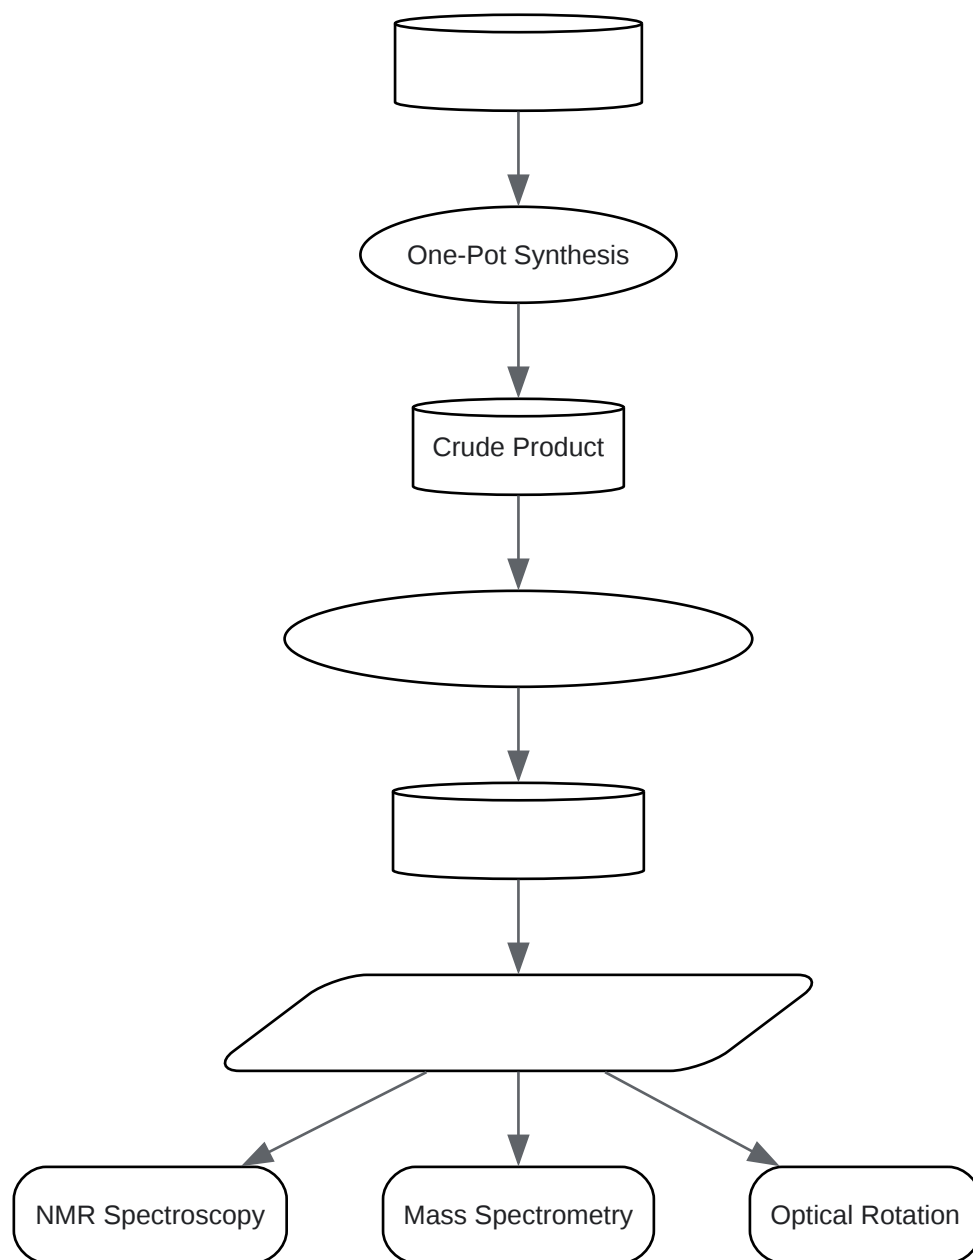 One-Pot Synthesis
Crude Product
NMR Spectroscopy
Mass Spectrometry
Optical Rotation